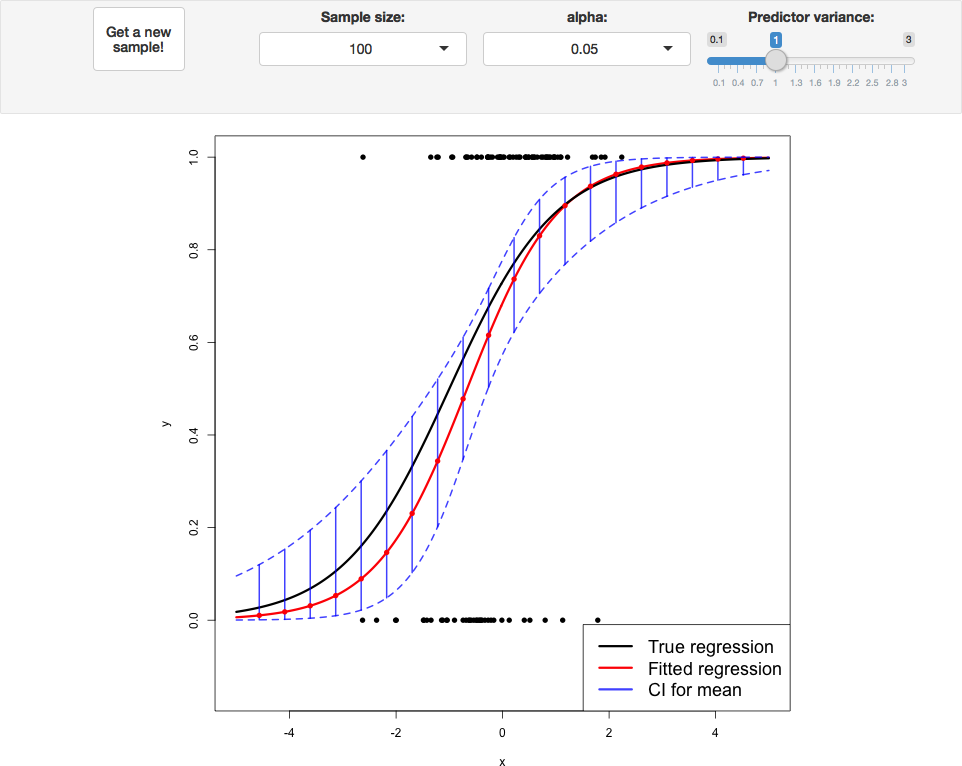 Get a new
sample!
Sample size:
100
alpha:
0.05
Predictor variance:
0.1 1 3
0.1 0.4 0.7 1 1.3 1.6 1.9 2.2 2.5 2.8 3
1.0
0.8
0.6
0.4
0.2
0.0
y
True regression
Fitted regression
CI for mean
-4 -2 0 2 4
x